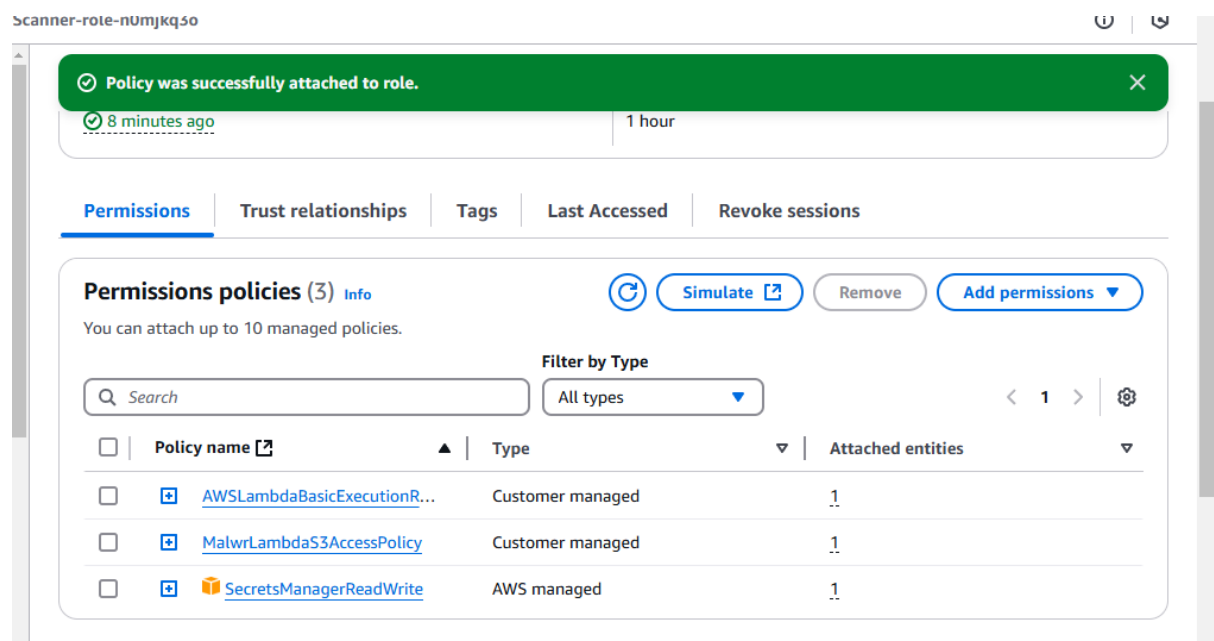 Scanner-role-n0mjkq3o
Policy was successfully attached to role.
8 minutes ago
1 hour
Permissions
Trust relationships
Tags
Last Accessed
Revoke sessions
Permissions policies (3) Info
Simulate
Remove
Add permissions
You can attach up to 10 managed policies.
Filter by Type
Search
All types
1
Policy name
Type
Attached entities
AWSLambdaBasicExecutionR... Customer managed 1
MalwrLambdaS3AccessPolicy Customer managed 1
SecretsManagerReadWrite AWS managed 1